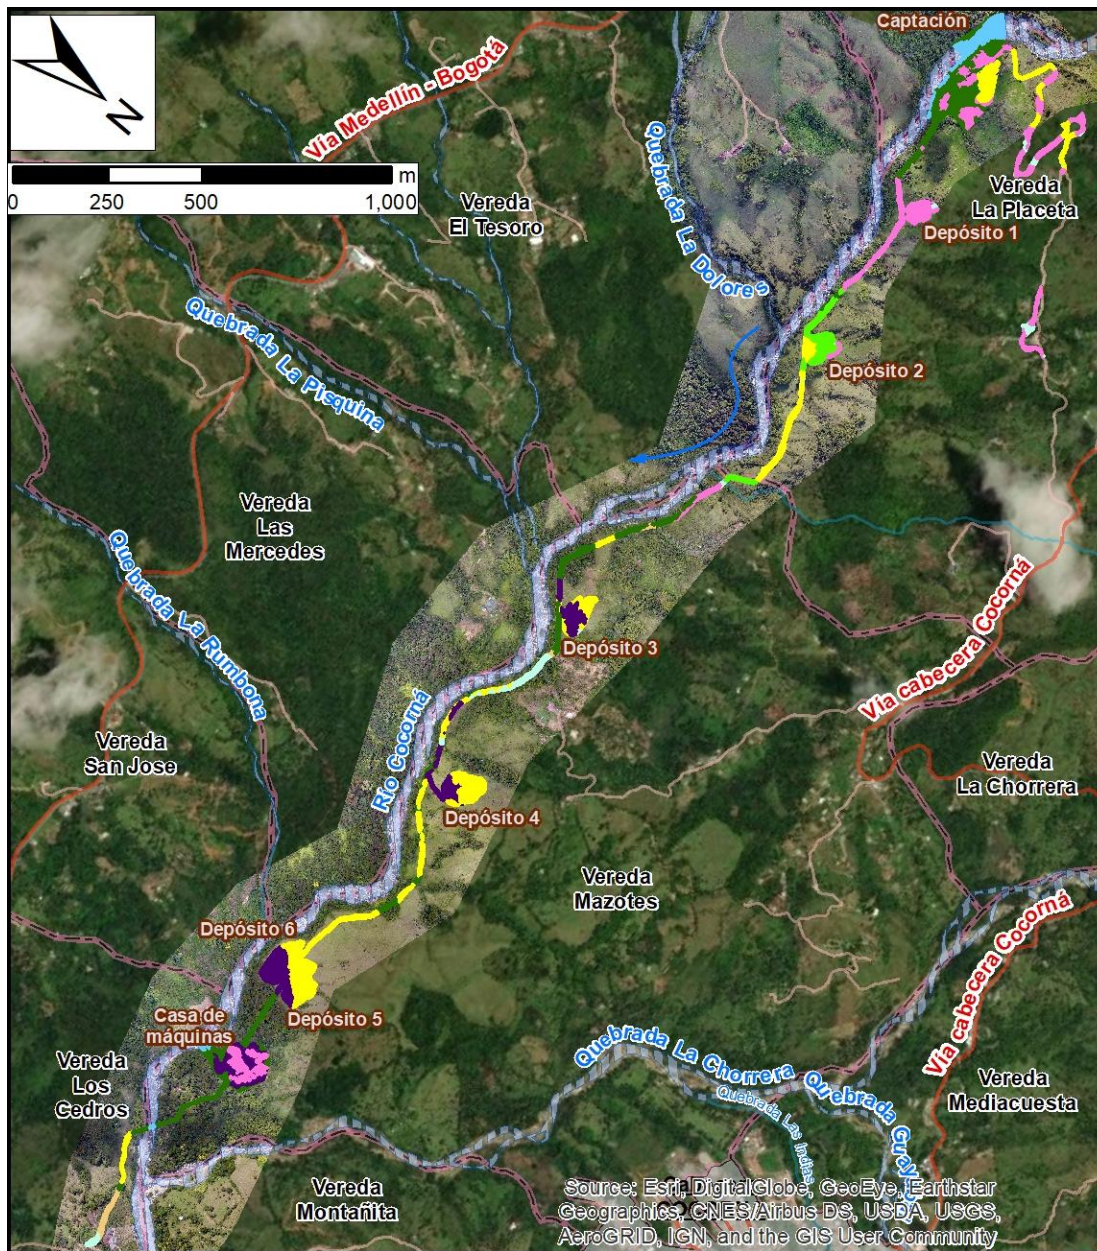 Captación
Vía Medellín - Bogotá
N
m
0 250 500 1,000
Vereda
El Tesoro
Quebrada La Dolores
Vereda
La Placeta
Depósito 1
Quebrada La Pisquina
Depósito 2
Vereda
Las
Mercedes
Quebrada La Rumbona
Vía cabecera Cocorná
Depósito 3
Vereda
San Jose
Río Cocorná
Vereda
La Chorrera
Depósito 4
Vereda
Mazotes
Vía cabecera Cocorná
Depósito 6
Depósito 5
Casa de
máquinas
Vereda
Los
Cedros
Quebrada La Chorrera
Quebrada
Quebrada Las Indias
Vereda
Mediacuesta
Vereda
Montañita
Source: Esri, DigitalGlobe, GeoEye, Earthstar
Geographics, CNES/Airbus DS, USDA, USGS,
AeroGRID, IGN, and the GIS User Community